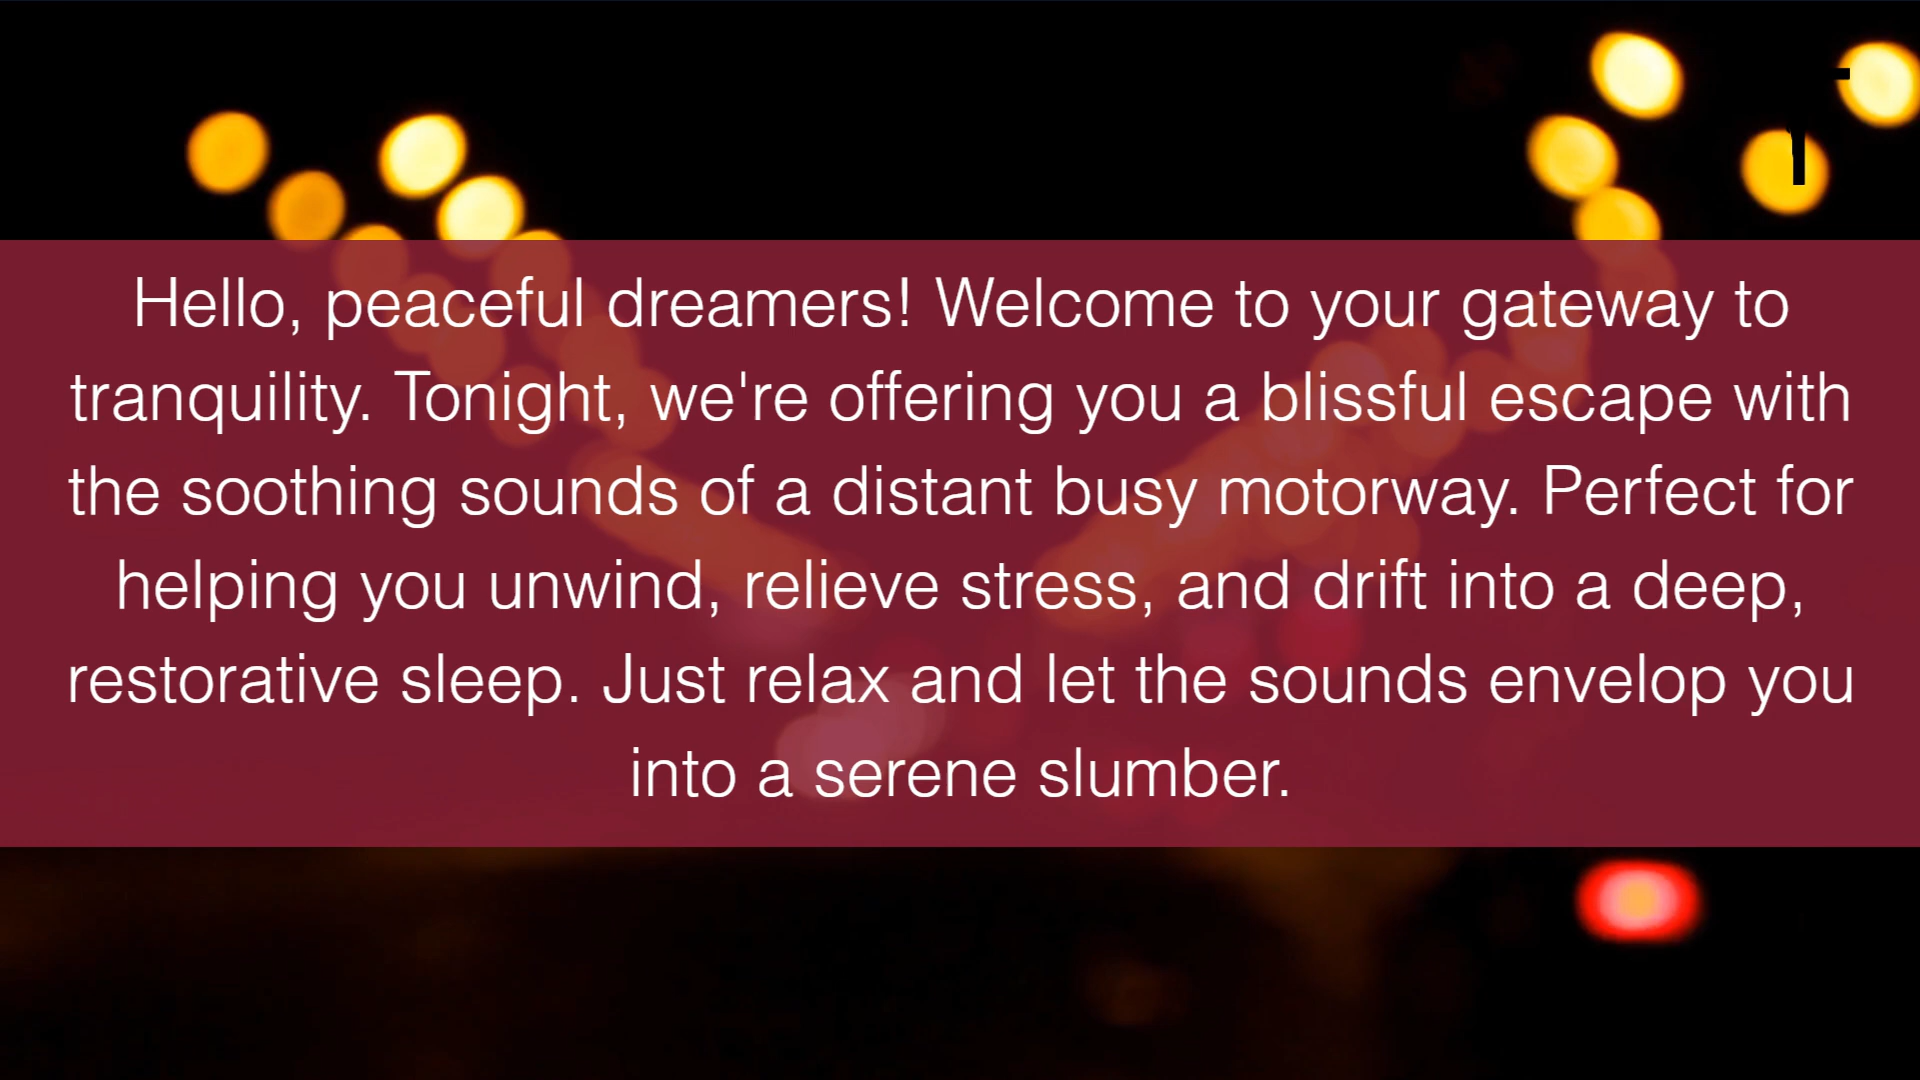 Hello, peaceful dreamers! Welcome to your gateway to
tranquility. Tonight, we're offering you a blissful escape with
the soothing sounds of a distant busy motorway. Perfect for
helping you unwind, relieve stress, and drift into a deep,
restorative sleep. Just relax and let the sounds envelop you
into a serene slumber.